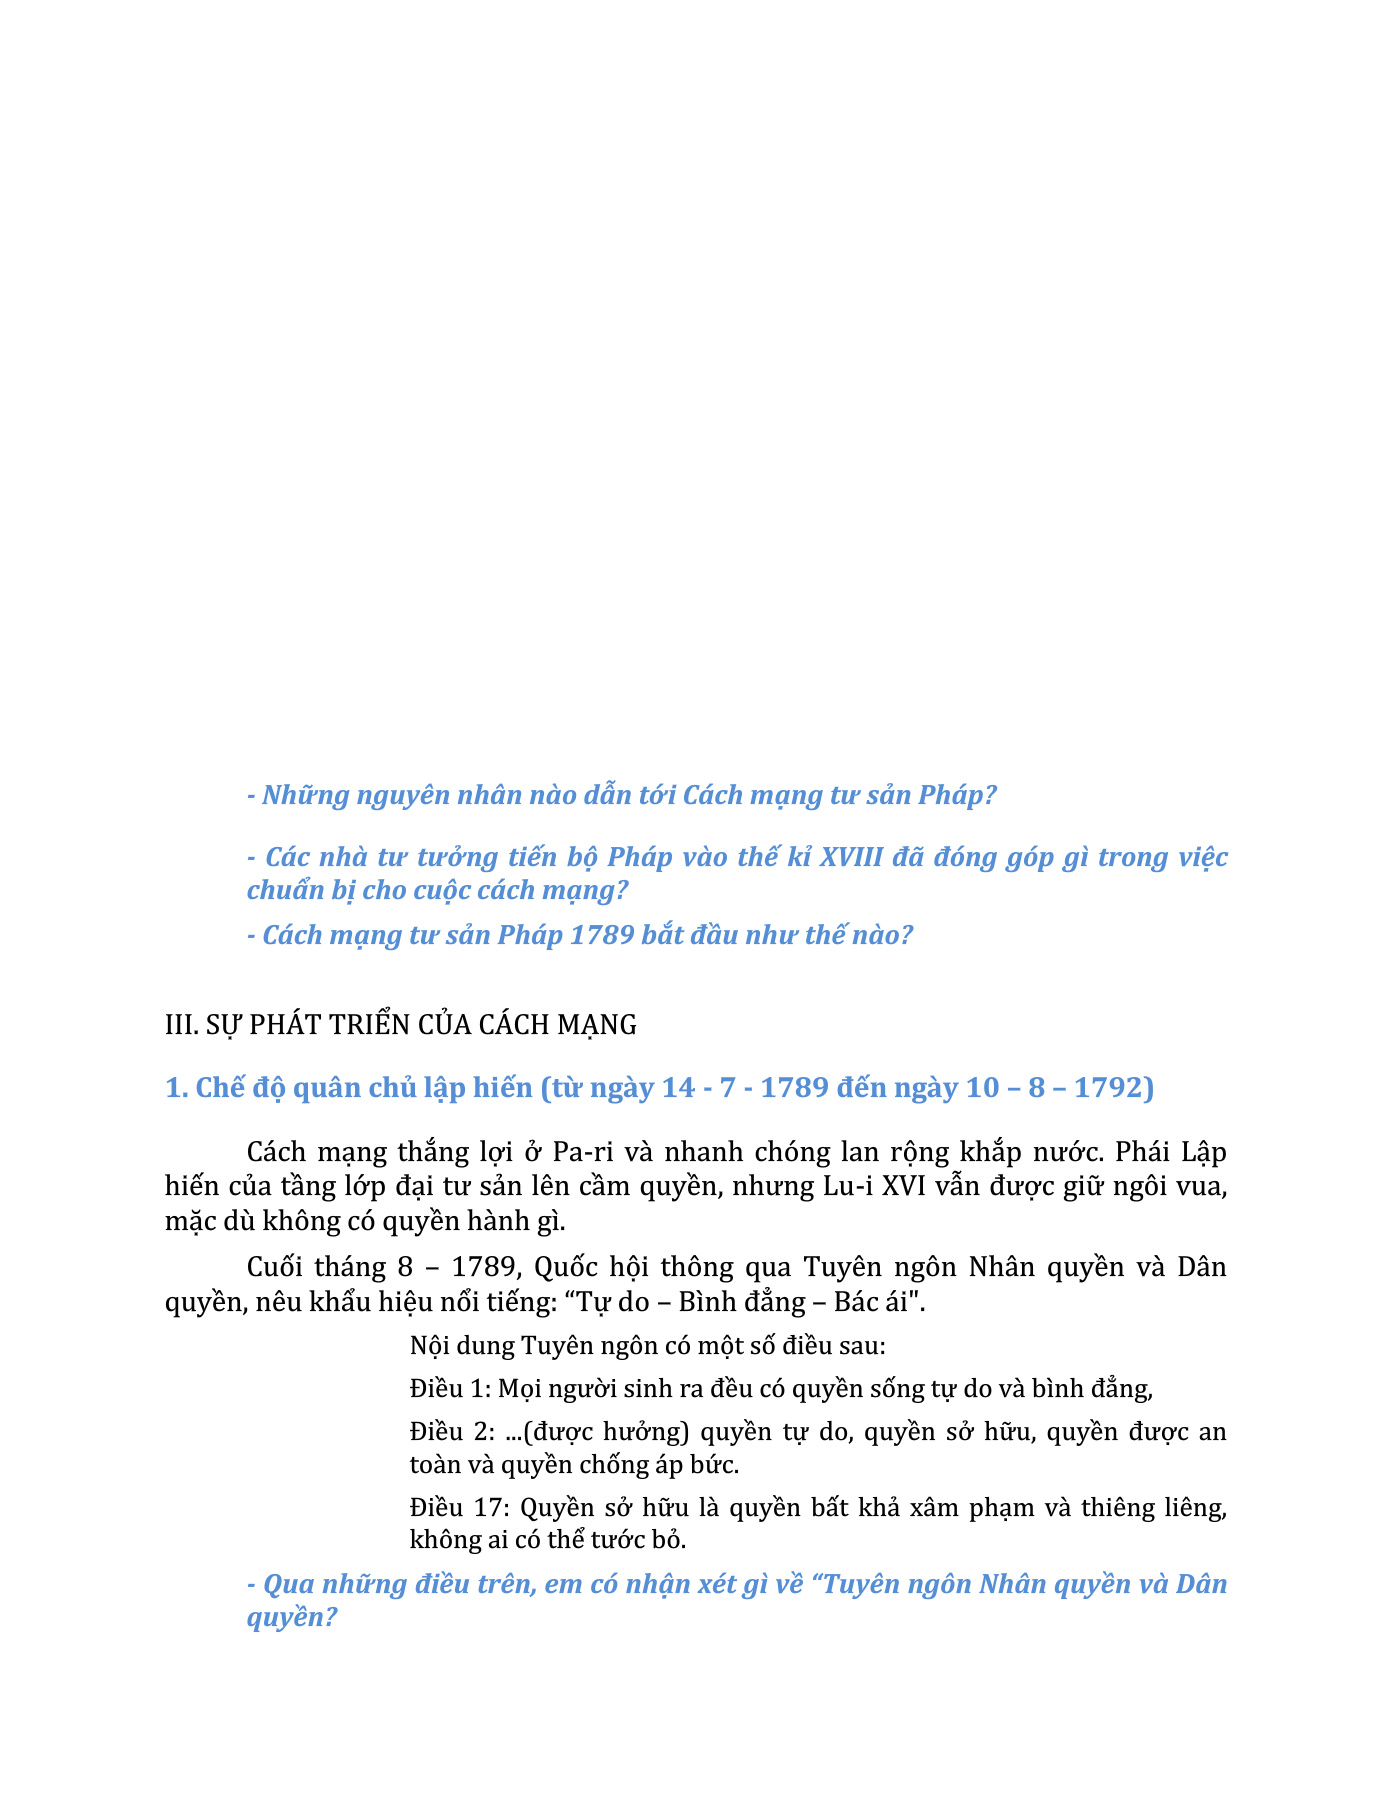 - Những nguyên nhân nào dẫn tới Cách mạng tư sản Pháp?
- Các nhà tư tưởng tiến bộ Pháp vào thế kỉ XVIII đã đóng góp gì trong việc
chuẩn bị cho cuộc cách mạng?
- Cách mạng tư sản Pháp 1789 bắt đầu như thế nào?
III. SỰ PHÁT TRIỂN CỦA CÁCH MẠNG
1. Chế độ quân chủ lập hiến (từ ngày 14 - 7 - 1789 đến ngày 10 – 8 – 1792)
Cách mạng thắng lợi ở Pa-ri và nhanh chóng lan rộng khắp nước. Phái Lập
hiến của tầng lớp đại tư sản lên cầm quyền, nhưng Lu-i XVI vẫn được giữ ngôi vua,
mặc dù không có quyền hành gì.
Cuối tháng 8 – 1789, Quốc hội thông qua Tuyên ngôn Nhân quyền và Dân
quyền, nêu khẩu hiệu nổi tiếng: “Tự do – Bình đẳng – Bác ái".
Nội dung Tuyên ngôn có một số điều sau:
Điều 1: Mọi người sinh ra đều có quyền sống tự do và bình đẳng,
Điều 2: ...(được hưởng) quyền tự do, quyền sở hữu, quyền được an
toàn và quyền chống áp bức.
Điều 17: Quyền sở hữu là quyền bất khả xâm phạm và thiêng liêng,
không ai có thể tước bỏ.
- Qua những điều trên, em có nhận xét gì về “Tuyên ngôn Nhân quyền và Dân
quyền?